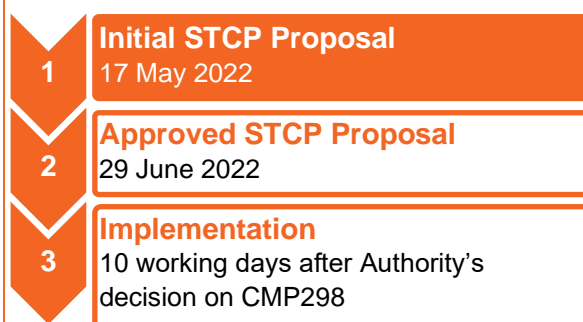 1
Initial STCP Proposal
17 May 2022
2
Approved STCP Proposal
29 June 2022
3
Implementation
10 working days after Authority’s
decision on CMP298